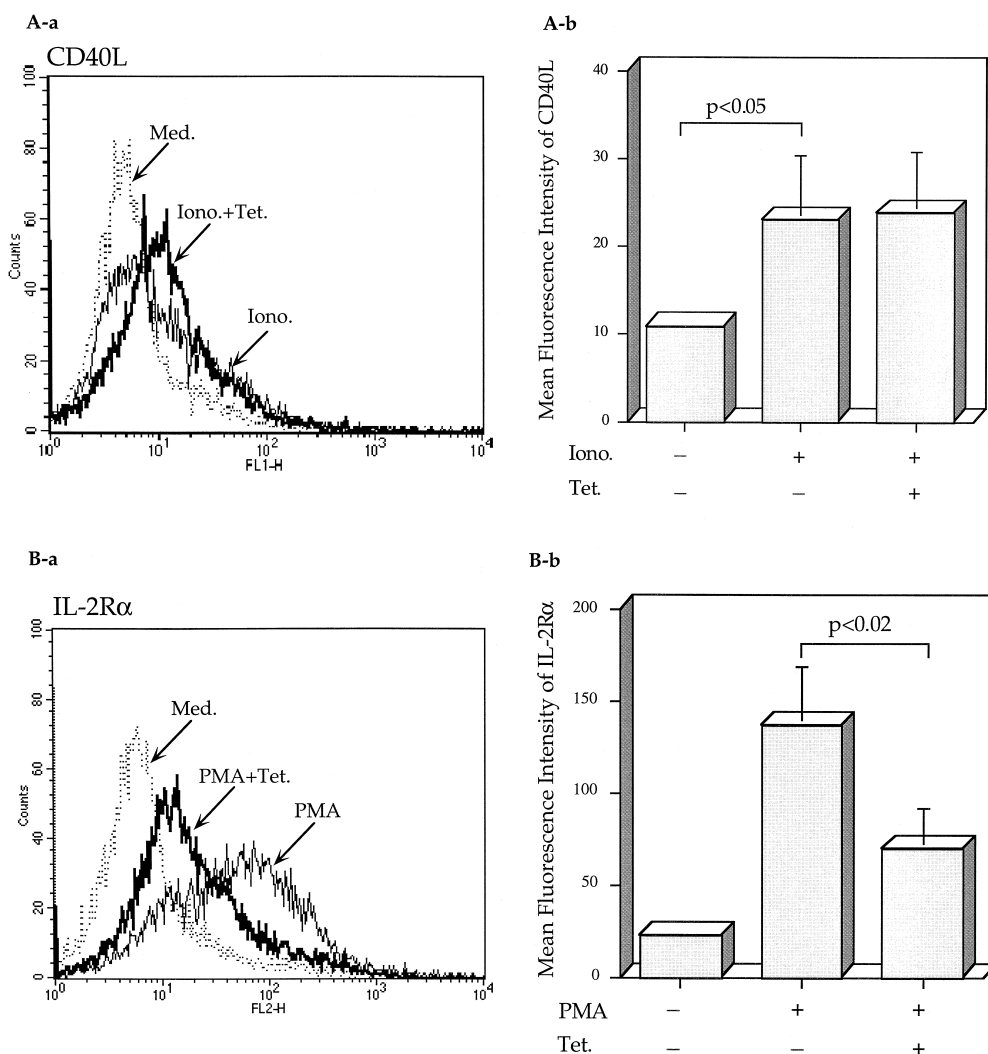 A-a
CD40L
100
80
60
40
20
0
Counts
Med.
Iono.+Tet.
Iono.
10^0 10^1 10^2 10^3 10^4
FL1-H
A-b
Mean Fluorescence Intensity of CD40L
40
30
20
10
0
p<0.05
Iono. – + +
Tet. – – +
B-a
IL-2Rα
100
80
60
40
20
0
Counts
Med.
PMA+Tet.
PMA
10^0 10^1 10^2 10^3 10^4
FL2-H
B-b
Mean Fluorescence Intensity of IL-2Rα
200
150
100
50
0
p<0.02
PMA – + +
Tet. – – +